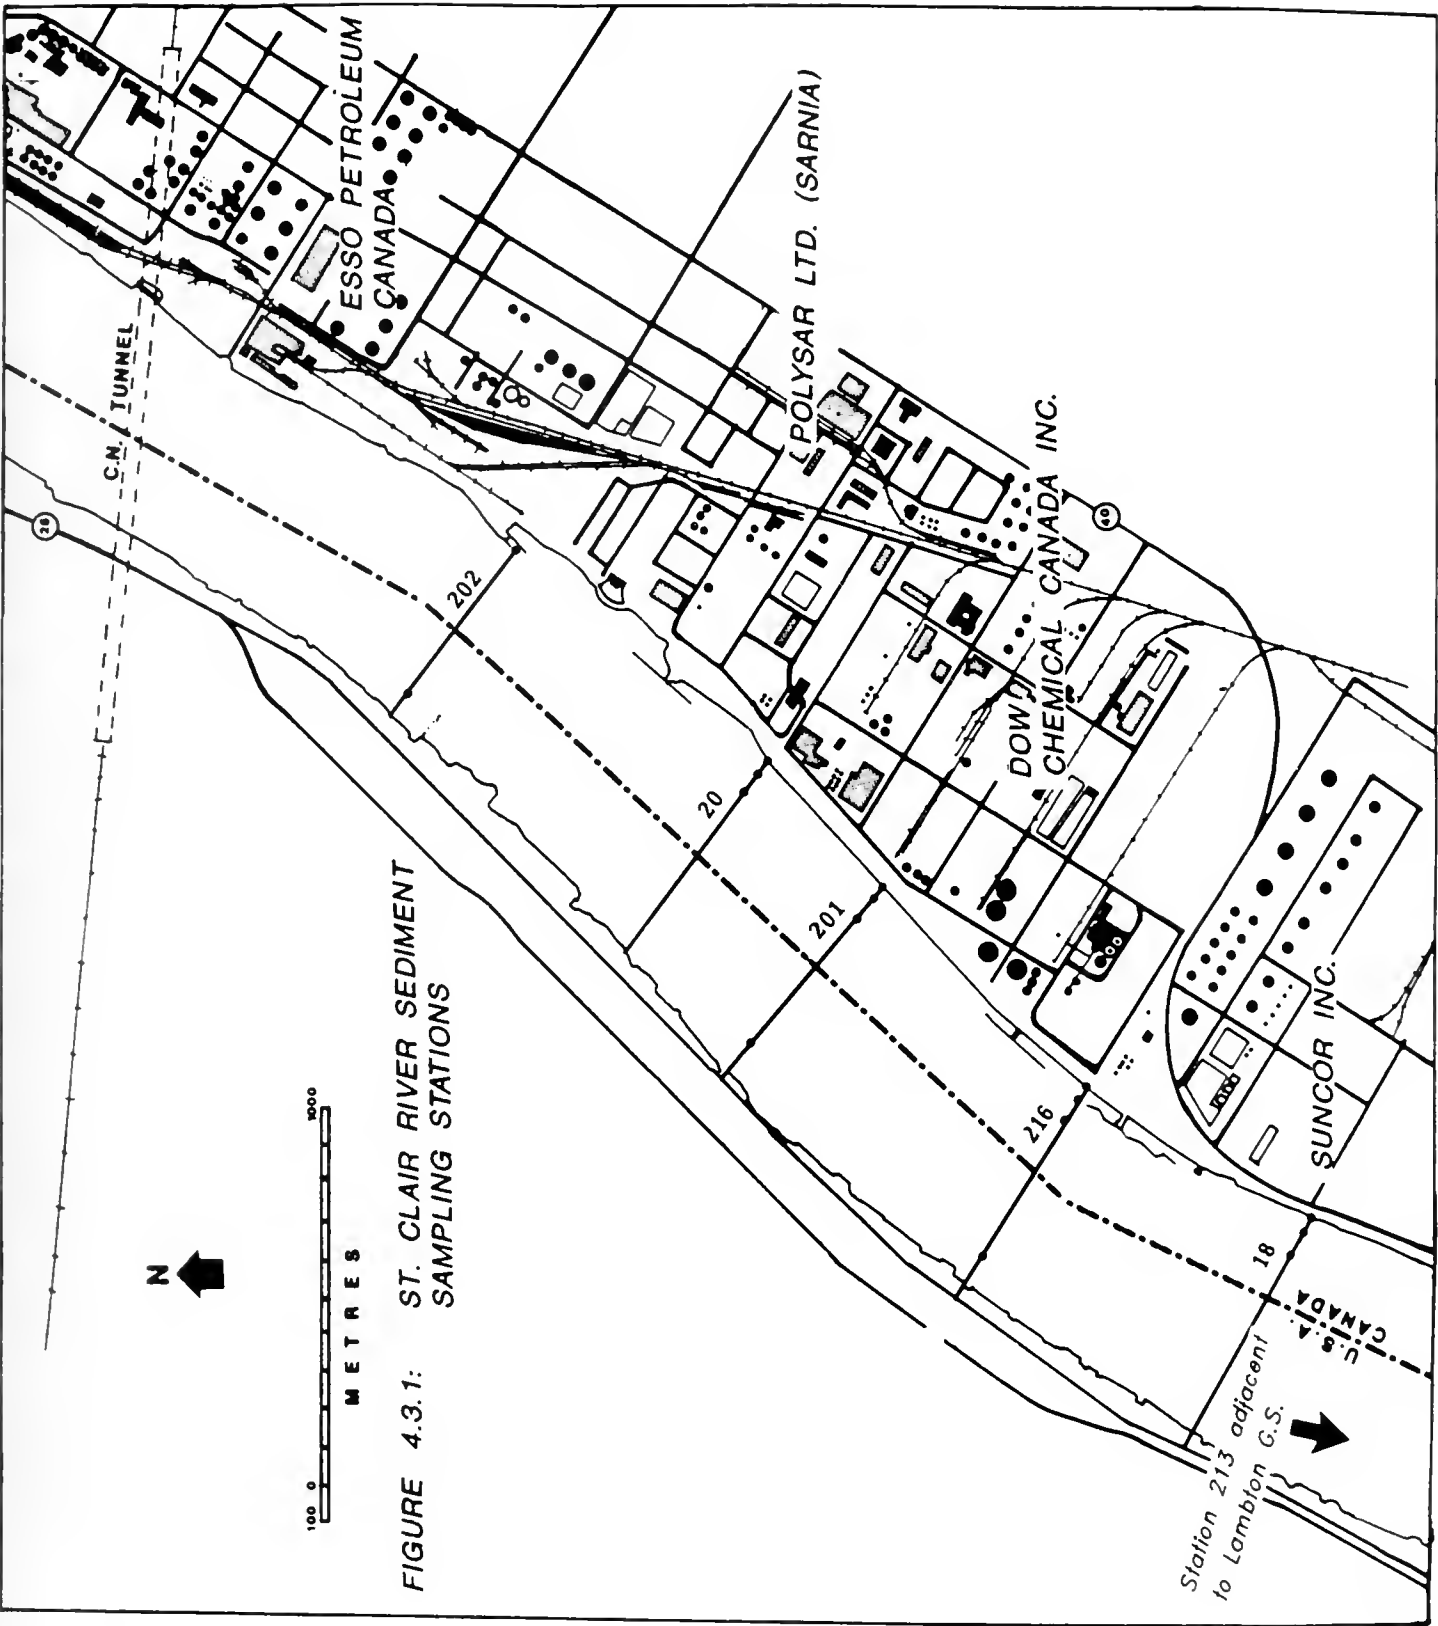 ESSO PETROLEUM
CANADA
C.N. TUNNEL
26
POLYSAR LTD. (SARNIA)
202
40
DOW
CHEMICAL CANADA INC.
20
201
216
18
SUNCOR INC.
U.S.A.
CANADA
N
100 0 1000
METRES
FIGURE 4.3.1: ST. CLAIR RIVER SEDIMENT
SAMPLING STATIONS
Station 213 adjacent
to Lambton G.S.